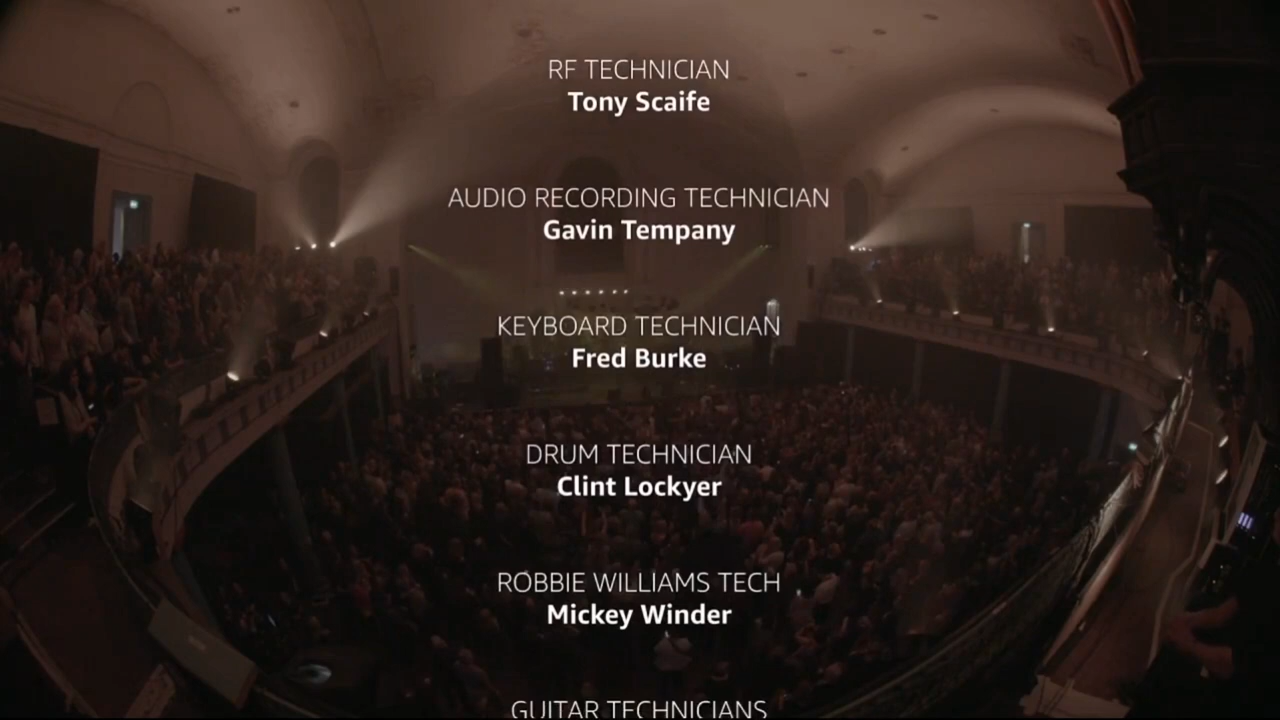 RF TECHNICIAN
Tony Scaife
AUDIO RECORDING TECHNICIAN
Gavin Tempany
KEYBOARD TECHNICIAN
Fred Burke
DRUM TECHNICIAN
Clint Lockyer
ROBBIE WILLIAMS TECH
Mickey Winder
GUITAR TECHNICIANS